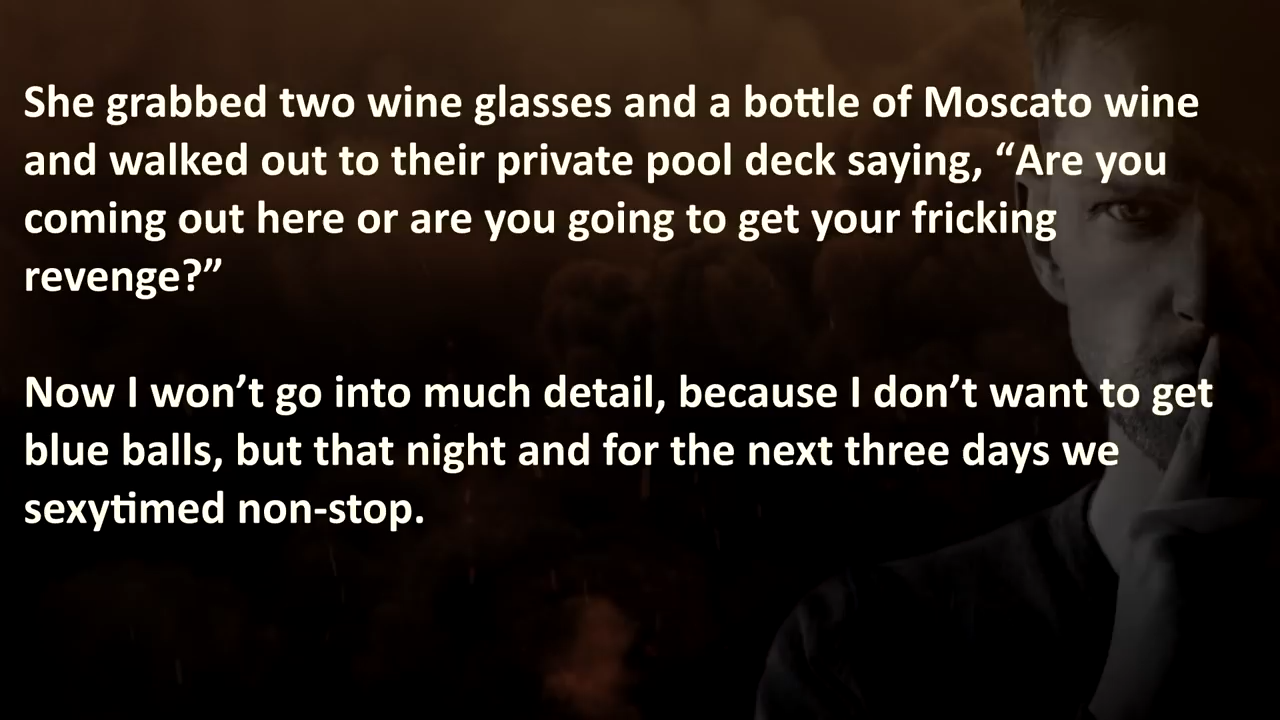 She grabbed two wine glasses and a bottle of Moscato wine
and walked out to their private pool deck saying, “Are you
coming out here or are you going to get your fricking
revenge?”
Now I won’t go into much detail, because I don’t want to get
blue balls, but that night and for the next three days we
sexytimed non-stop.